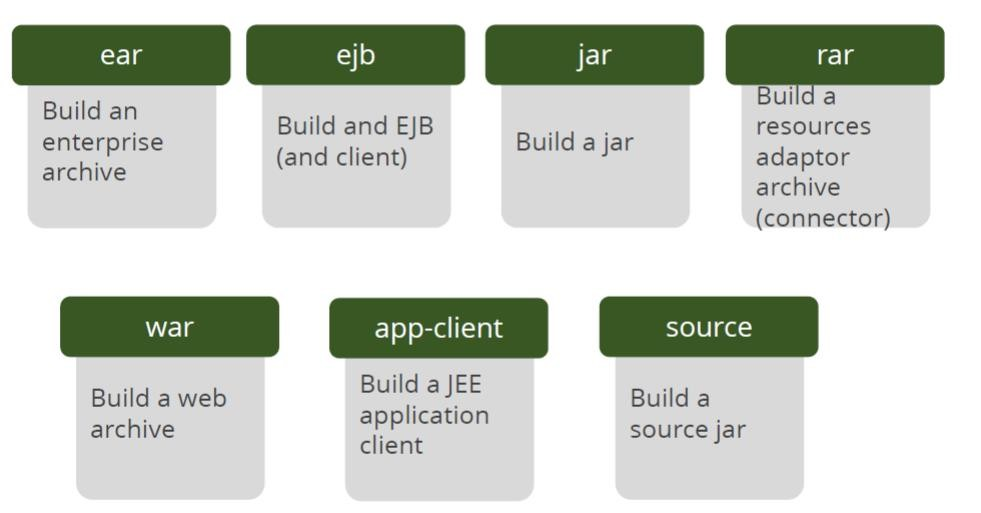 ear
Build an
enterprise
archive
ejb
Build and EJB
(and client)
jar
Build a jar
rar
Build a
resources
adaptor
archive
(connector)
war
Build a web
archive
app-client
Build a JEE
application
client
source
Build a
source jar